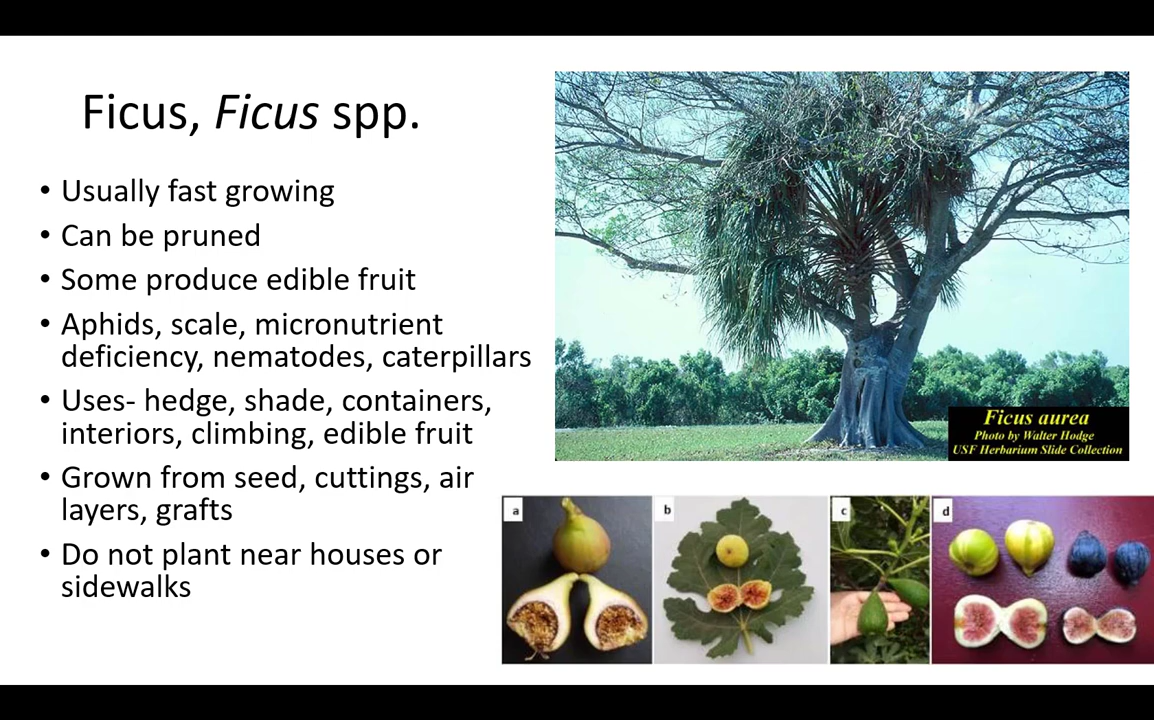 Ficus, Ficus spp.
• Usually fast growing
• Can be pruned
• Some produce edible fruit
• Aphids, scale, micronutrient
deficiency, nematodes, caterpillars
• Uses- hedge, shade, containers,
interiors, climbing, edible fruit
• Grown from seed, cuttings, air
layers, grafts
• Do not plant near houses or
sidewalks
Ficus aurea
Photo by Walter Hodge
USF Herbarium Slide Collection
a
b
c
d